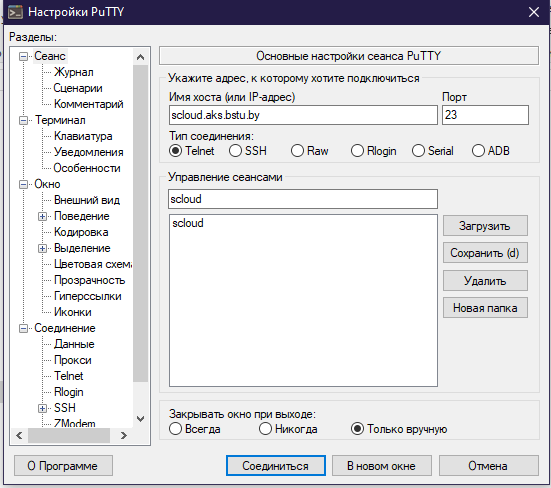 Настройки PuTTY
Разделы:
Сеанс
Журнал
Сценарии
Комментарий
Терминал
Клавиатура
Уведомления
Особенности
Окно
Внешний вид
Поведение
Кодировка
Выделение
Цветовая схема
Прозрачность
Гиперссылки
Иконки
Соединение
Данные
Прокси
Telnet
Rlogin
SSH
ZModem
Основные настройки сеанса PuTTY
Укажите адрес, к которому хотите подключиться
Имя хоста (или IP-адрес) Порт
scloud.aks.bstu.by 23
Тип соединения:
Telnet SSH Raw Rlogin Serial ADB
Управление сеансами
scloud
scloud
Загрузить
Сохранить (d)
Удалить
Новая папка
Закрывать окно при выходе:
Всегда Никогда Только вручную
О Программе Соединиться В новом окне Отмена